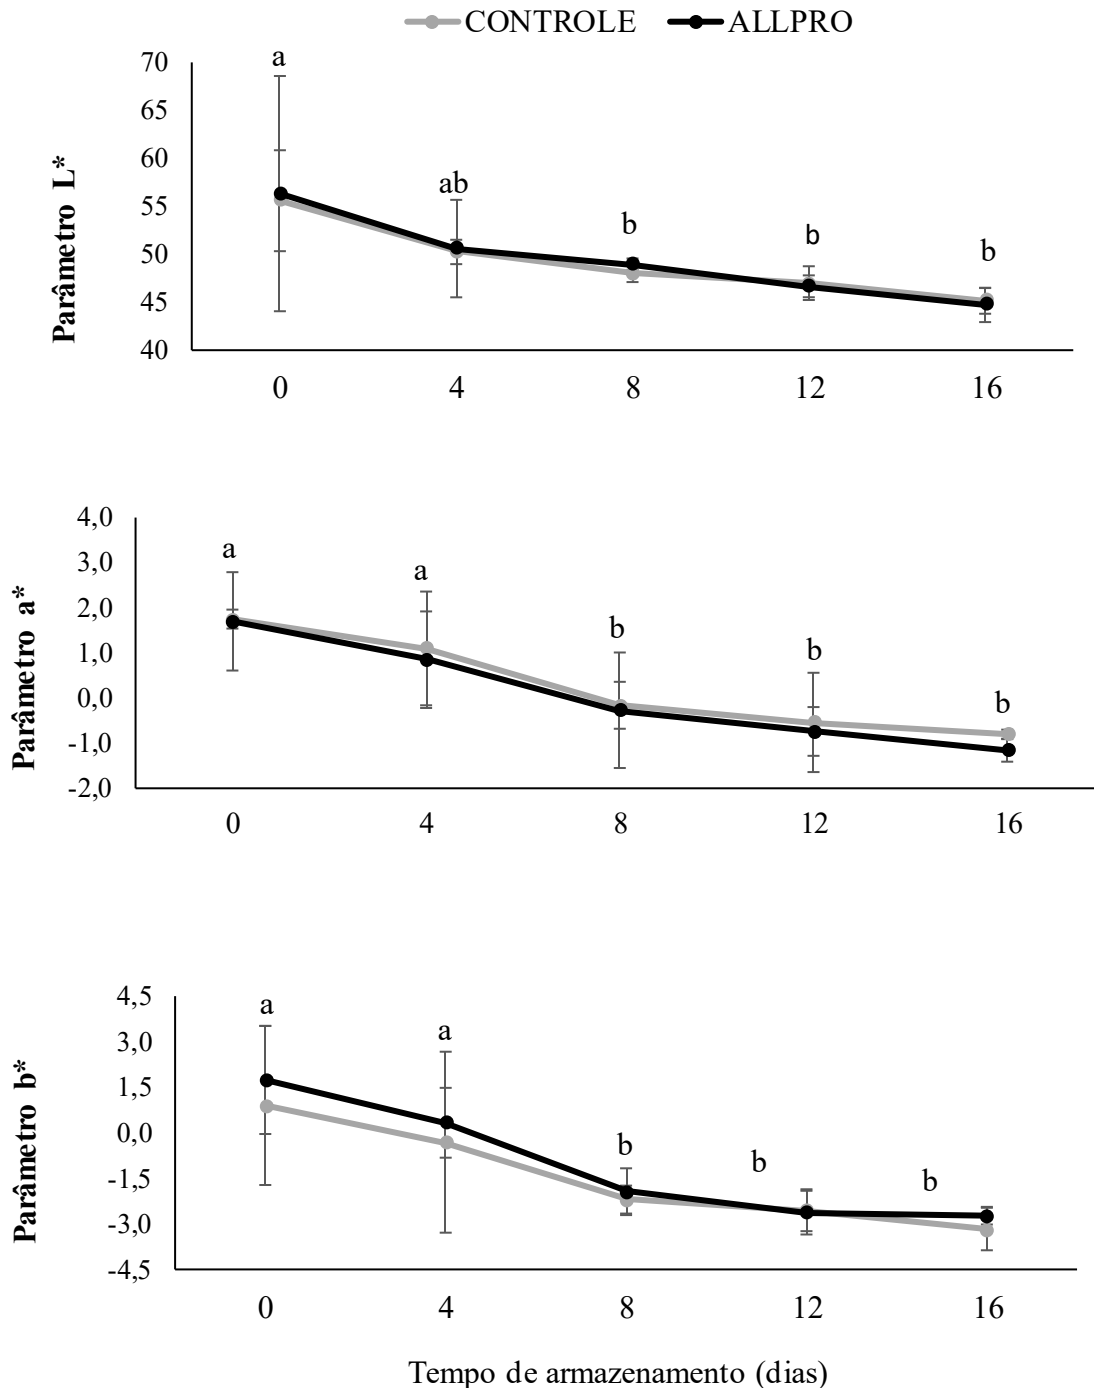 CONTROLE ALLPRO
Parâmetro L*
70
65
60
55
50
45
40
a
ab
b
b
b
0 4 8 12 16
Parâmetro a*
4,0
3,0
2,0
1,0
0,0
-1,0
-2,0
a
a
b
b
b
0 4 8 12 16
Parâmetro b*
4,5
3,0
1,5
0,0
-1,5
-3,0
-4,5
a
a
b
b
b
0 4 8 12 16
Tempo de armazenamento (dias)